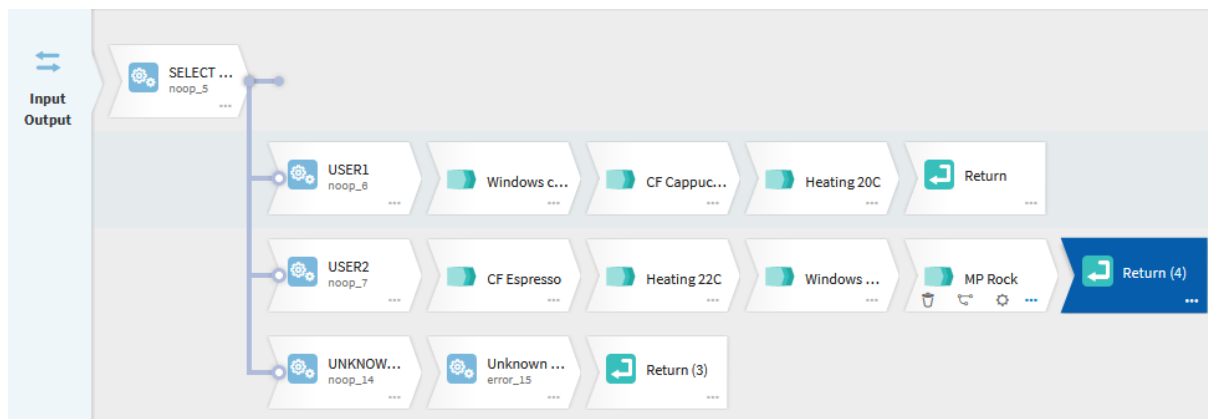 Input
Output
SELECT ...
noop_5
USER1
noop_6
Windows c...
CF Cappuc...
Heating 20C
Return
USER2
noop_7
CF Espresso
Heating 22C
Windows ...
MP Rock
Return (4)
UNKNOW...
noop_14
Unknown ...
error_15
Return (3)